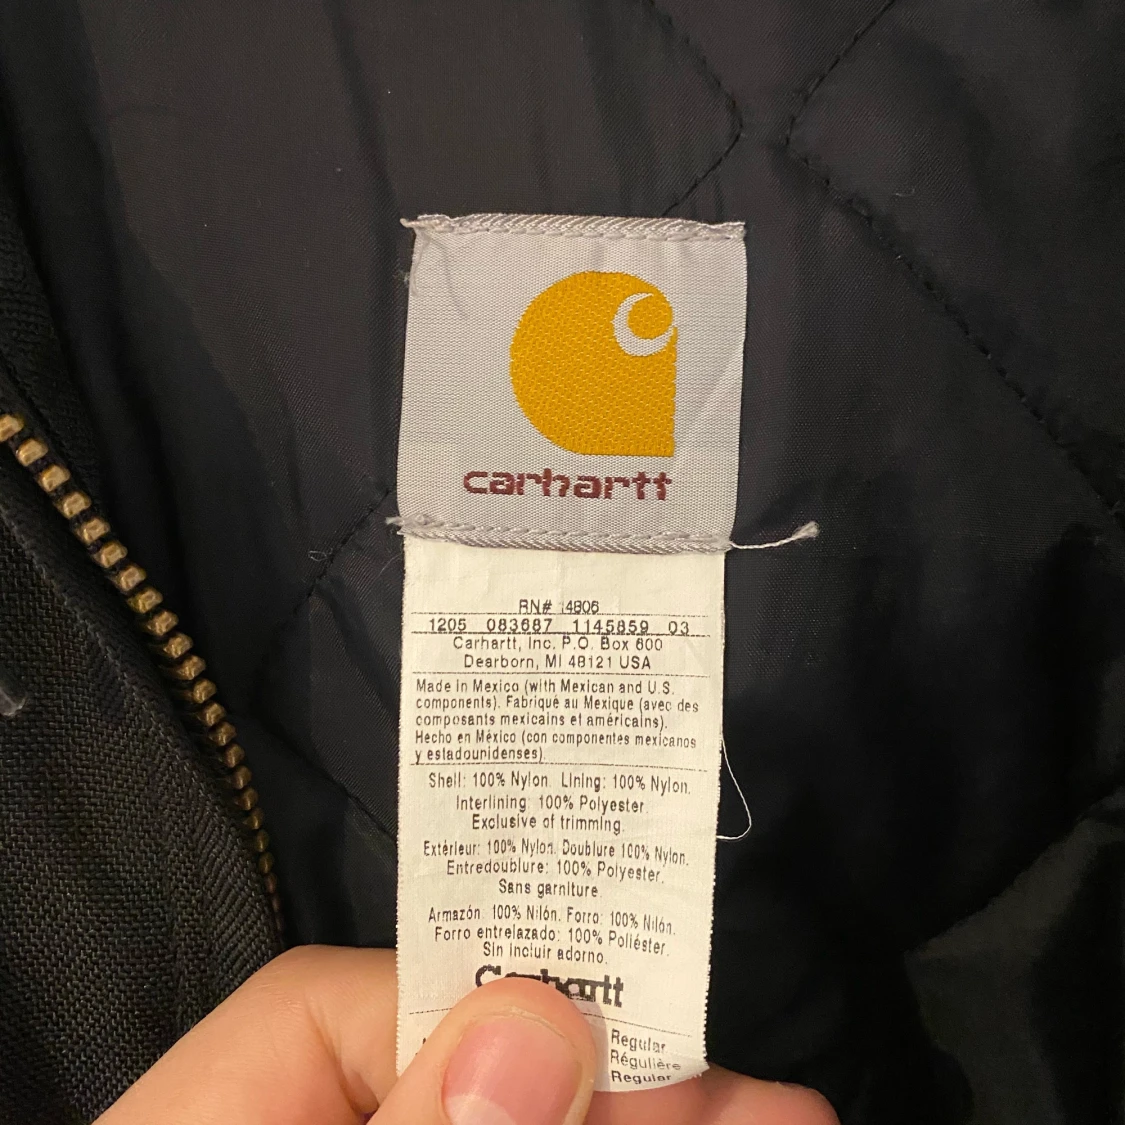 carhartt
RN# 14806
1205 083687 1145859 03
Carhartt, Inc. P.O. Box 600
Dearborn, MI 48121 USA
Made in Mexico (with Mexican and U.S.
components). Fabriqué au Mexique (avec des
composants mexicains et américains).
Hecho en México (con componentes mexicanos
y estadounidenses)
Shell: 100% Nylon. Lining: 100% Nylon.
Interlining: 100% Polyester.
Exclusive of trimming.
Extérieur: 100% Nylon. Doublure 100% Nylon.
Entredoublure: 100% Polyester.
Sans garniture.
Armazón: 100% Nilón. Forro: 100% Nilón.
Forro entrelazado: 100% Poliéster.
Sin incluir adorno.
Carhartt
Regular
Régulière
Regular